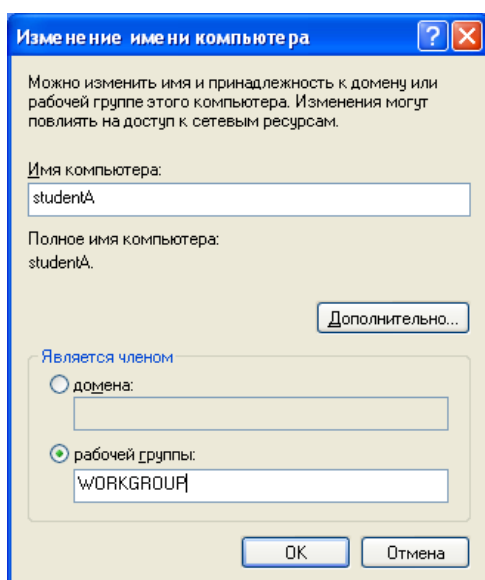 Изменение имени компьютера
Можно изменить имя и принадлежность к домену или
рабочей группе этого компьютера. Изменения могут
повлиять на доступ к сетевым ресурсам.
Имя компьютера:
studentA
Полное имя компьютера:
studentA.
Дополнительно...
Является членом
домена:
рабочей группы:
WORKGROUP
OK Отмена